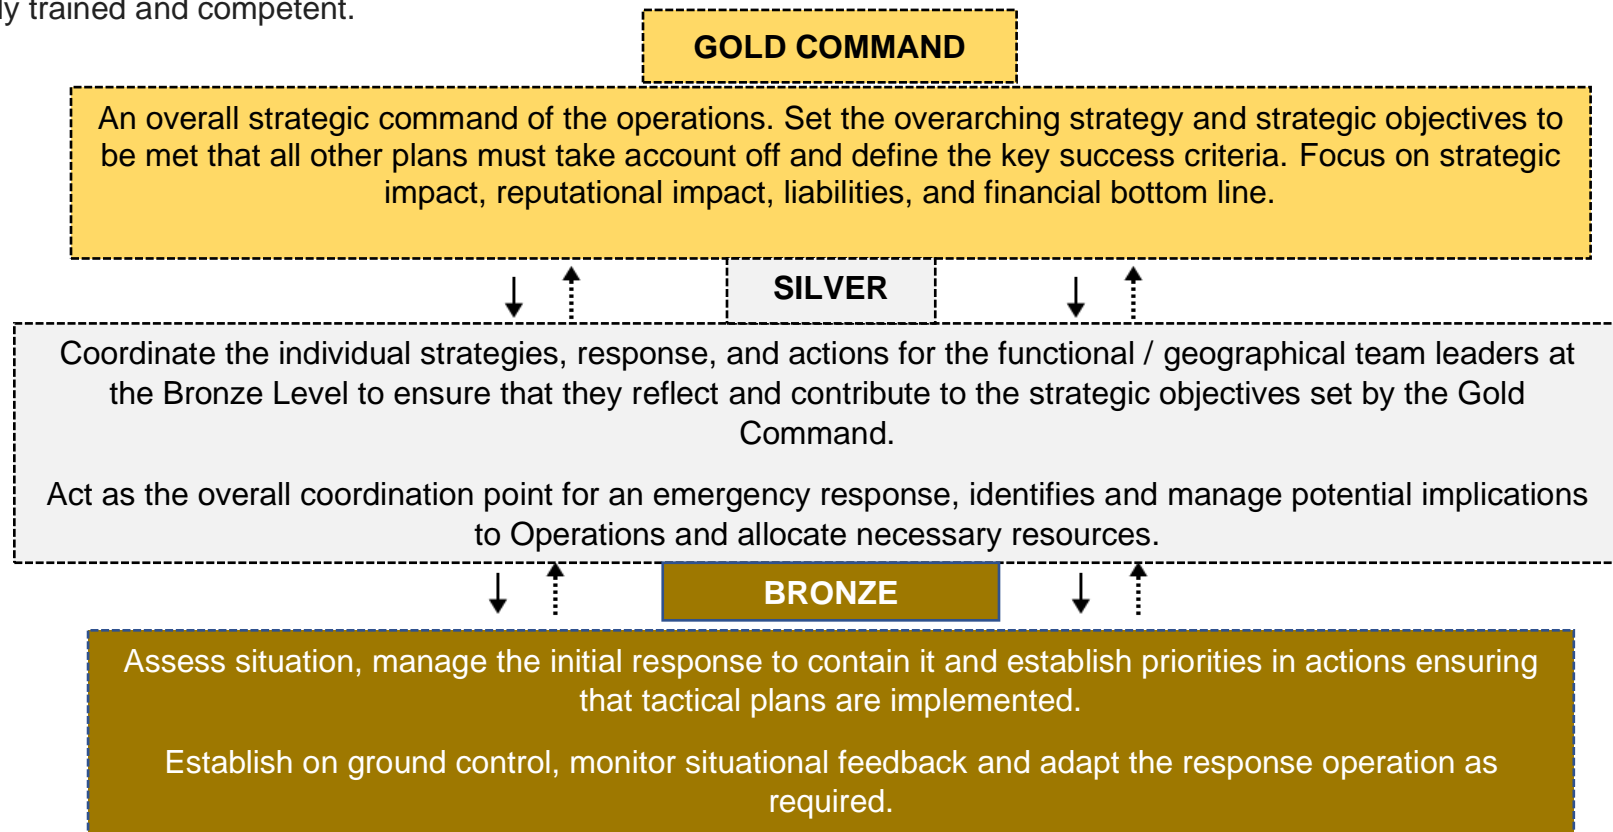 ly trained and competent.
GOLD COMMAND
An overall strategic command of the operations. Set the overarching strategy and strategic objectives to
be met that all other plans must take account off and define the key success criteria. Focus on strategic
impact, reputational impact, liabilities, and financial bottom line.
SILVER
Coordinate the individual strategies, response, and actions for the functional / geographical team leaders at
the Bronze Level to ensure that they reflect and contribute to the strategic objectives set by the Gold
Command.
Act as the overall coordination point for an emergency response, identifies and manage potential implications
to Operations and allocate necessary resources.
BRONZE
Assess situation, manage the initial response to contain it and establish priorities in actions ensuring
that tactical plans are implemented.
Establish on ground control, monitor situational feedback and adapt the response operation as
required.